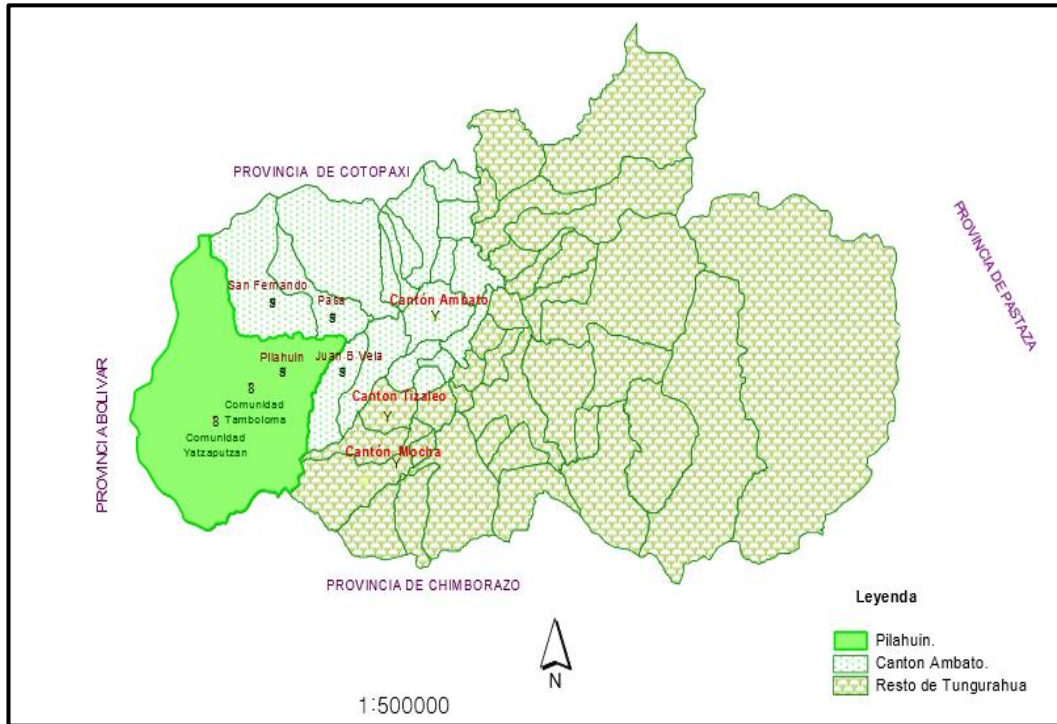 PROVINCIA DE COTOPAXI
PROVINCIA DE PASTAZA
San Fernando
Pasa
Cantón Ambato
Pilahuin
Juan B Vela
Comunidad
Tamboloma
Canton Tizaleo
Comunidad
Yatzaputzan
Cantón Mocha
PROVINCIA BOLIVAR
PROVINCIA DE CHIMBORAZO
Leyenda
Pilahuin.
Canton Ambato.
Resto de Tungurahua
N
1:500000